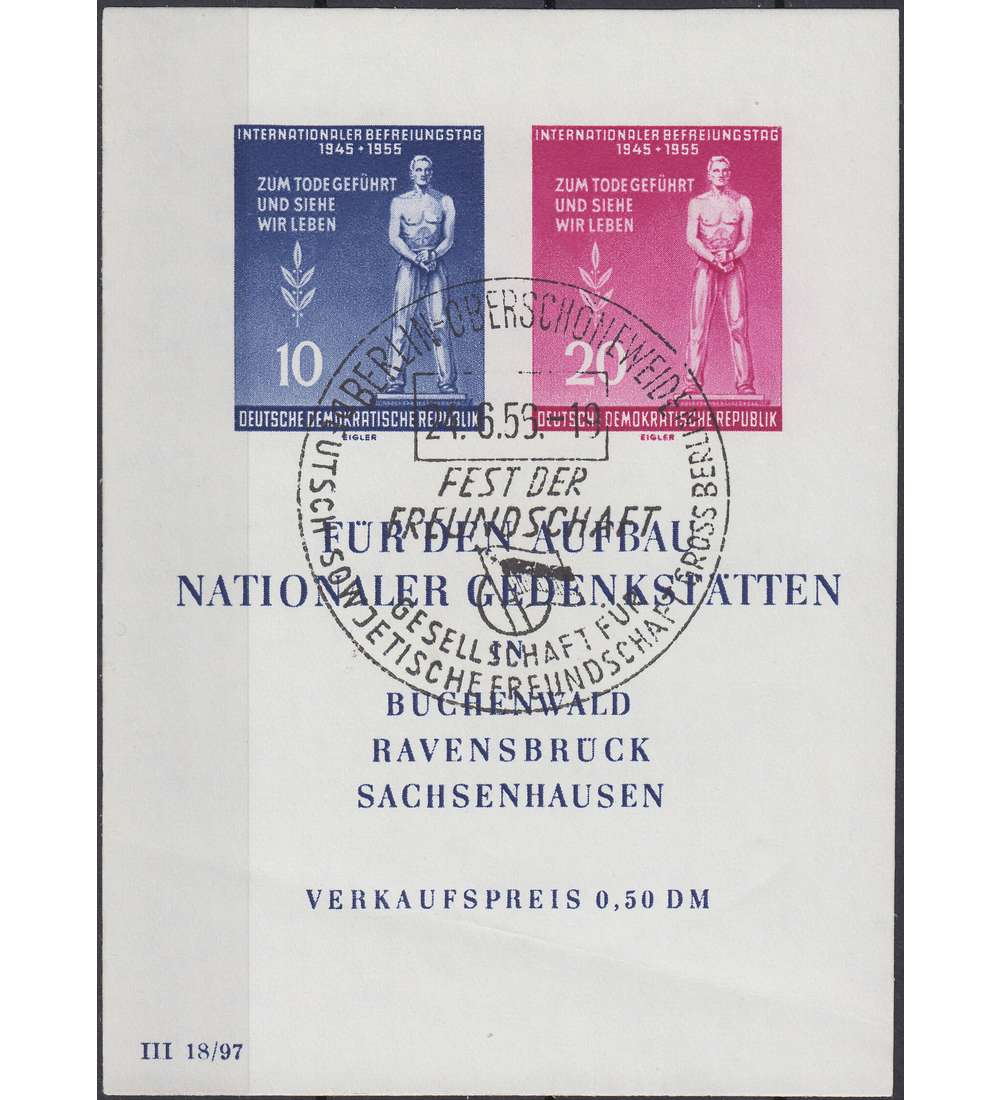 INTERNATIONALER BEFREIUNGSTAG
1945 + 1955
ZUM TODE GEFÜHRT
UND SIEHE
WIR LEBEN
10
DEUTSCHE DEMOKRATISCHE REPUBLIK
EIGLER
INTERNATIONALER BEFREIUNGSTAG
1945 + 1955
ZUM TODE GEFÜHRT
UND SIEHE
WIR LEBEN
20
DEUTSCHE DEMOKRATISCHE REPUBLIK
EIGLER
BERLIN-OBERSCHÖNEWEIDE
24.6.55.-19
FEST DER
FREUNDSCHAFT
GESELLSCHAFT FÜR
DEUTSCH SOWJETISCHE FREUNDSCHAFT GROSS BERLIN
FÜR DEN AUFBAU
NATIONALER GEDENKSTÄTTEN
IN
BUCHENWALD
RAVENSBRÜCK
SACHSENHAUSEN
VERKAUFSPREIS 0,50 DM
III 18/97